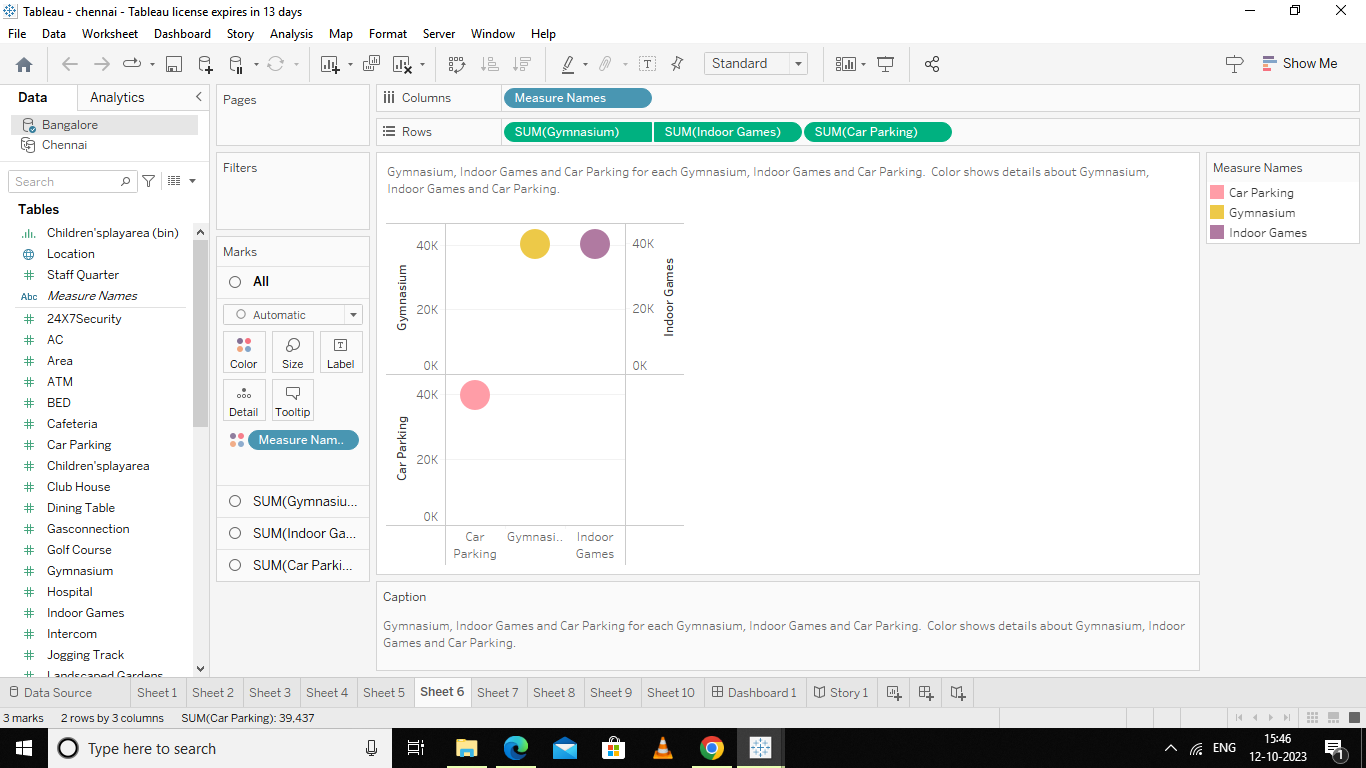 Tableau - chennai - Tableau license expires in 13 days
File Data Worksheet Dashboard Story Analysis Map Format Server Window Help
Standard
Show Me
Data Analytics
Bangalore
Chennai
Search
Tables
Children'splayarea (bin)
Location
Staff Quarter
Abc Measure Names
24X7Security
AC
Area
ATM
BED
Cafeteria
Car Parking
Children'splayarea
Club House
Dining Table
Gasconnection
Golf Course
Gymnasium
Hospital
Indoor Games
Intercom
Jogging Track
Landscaped Gardens
Pages
Filters
Marks
All
Automatic
Color Size Label
Detail Tooltip
Measure Nam..
SUM(Gymnasiu...
SUM(Indoor Ga...
SUM(Car Parki...
Columns Measure Names
Rows SUM(Gymnasium) SUM(Indoor Games) SUM(Car Parking)
Gymnasium, Indoor Games and Car Parking for each Gymnasium, Indoor Games and Car Parking.  Color shows details about Gymnasium,
Indoor Games and Car Parking.
Gymnasium
40K
20K
0K
40K
20K
0K
Indoor Games
Car Parking
40K
20K
0K
Car Gymnasi.. Indoor
Parking Games
Caption
Gymnasium, Indoor Games and Car Parking for each Gymnasium, Indoor Games and Car Parking.  Color shows details about Gymnasium, Indoor
Games and Car Parking.
Measure Names
Car Parking
Gymnasium
Indoor Games
Data Source Sheet 1 Sheet 2 Sheet 3 Sheet 4 Sheet 5 Sheet 6 Sheet 7 Sheet 8 Sheet 9 Sheet 10 Dashboard 1 Story 1
3 marks 2 rows by 3 columns SUM(Car Parking): 39,437
Type here to search
ENG
15:46
12-10-2023
1